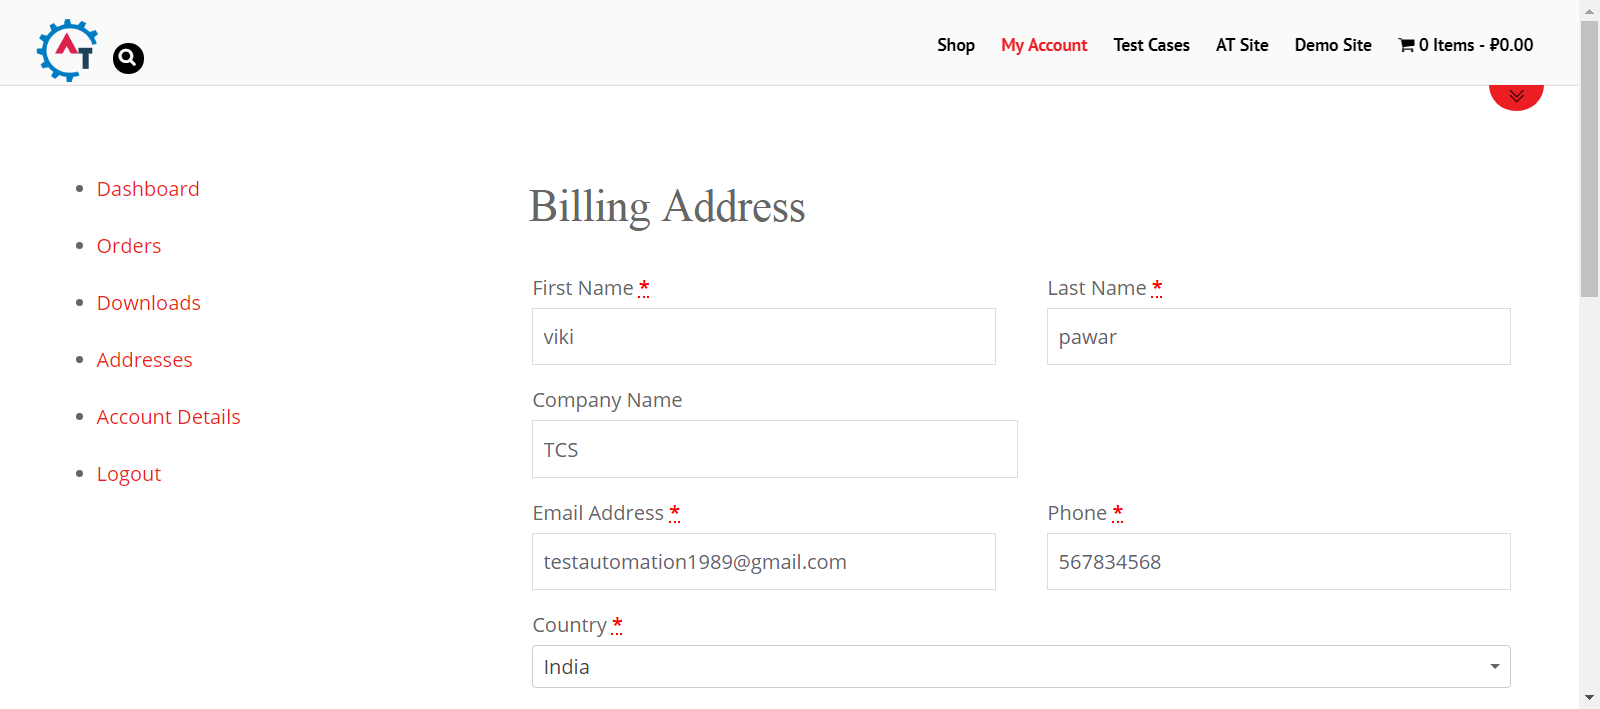 AT
Shop My Account Test Cases AT Site Demo Site 0 Items - ₽0.00
Dashboard
Orders
Downloads
Addresses
Account Details
Logout
Billing Address
First Name * Last Name *
viki pawar
Company Name
TCS
Email Address * Phone *
testautomation1989@gmail.com 567834568
Country *
India